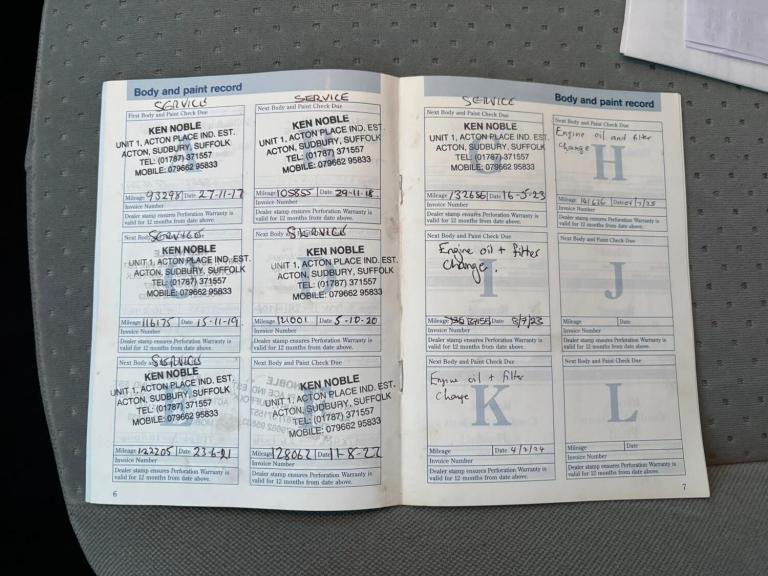 Body and paint record
SERVICE
First Body and Paint Check Due
KEN NOBLE
UNIT 1, ACTON PLACE IND. EST.
ACTON, SUDBURY, SUFFOLK
TEL: (01787) 371557
MOBILE: 079662 95833
Mileage 93298 Date 27-11-17
Invoice Number
Dealer stamp ensures Perforation Warranty is
valid for 12 months from date above.
SERVICE
Next Body and Paint Check Due
KEN NOBLE
UNIT 1, ACTON PLACE IND. EST.
ACTON, SUDBURY, SUFFOLK
TEL: (01787) 371557
MOBILE: 079662 95833
Mileage 105855 Date 29-11-18
Invoice Number
Dealer stamp ensures Perforation Warranty is
valid for 12 months from date above.
Next Body SERVICE
KEN NOBLE
UNIT 1, ACTON PLACE IND. EST.
ACTON, SUDBURY, SUFFOLK
TEL: (01787) 371557
MOBILE: 079662 95833
Mileage 116175 Date 15-11-19.
Invoice Number
Dealer stamp ensures Perforation Warranty is
valid for 12 months from date above.
Next Body SERVICE
KEN NOBLE
UNIT 1, ACTON PLACE IND. EST.
ACTON, SUDBURY, SUFFOLK
TEL: (01787) 371557
MOBILE: 079662 95833
Mileage 121001 Date 5-10-20
Invoice Number
Dealer stamp ensures Perforation Warranty is
valid for 12 months from date above.
Next Body SERVICE
KEN NOBLE
UNIT 1, ACTON PLACE IND. EST.
ACTON, SUDBURY, SUFFOLK
TEL: (01787) 371557
MOBILE: 079662 95833
Mileage 122205 Date 23-6-21
Invoice Number
Dealer stamp ensures Perforation Warranty is
valid for 12 months from date above.
Next Body and Paint Check Due
KEN NOBLE
UNIT 1, ACTON PLACE IND. EST.
ACTON, SUDBURY, SUFFOLK
TEL: (01787) 371557
MOBILE: 079662 95833
Mileage 128062 Date 11-8-22
Invoice Number
Dealer stamp ensures Perforation Warranty is
valid for 12 months from date above.
6
Body and paint record
SERVICE
Next Body and Paint Check Due
KEN NOBLE
UNIT 1, ACTON PLACE IND. EST.
ACTON, SUDBURY, SUFFOLK
TEL: (01787) 371557
MOBILE: 079662 95833
Mileage 132686 Date 16-5-23
Invoice Number
Dealer stamp ensures Perforation Warranty is
valid for 12 months from date above.
Next Body and Paint Check Due
Engine oil and filter
change
H
Mileage Date
Invoice Number
Dealer stamp ensures Perforation Warranty is
valid for 12 months from date above.
Next Body and Paint Check Due
Engine oil + filter
change.
I
Mileage Date 8/9/23
Invoice Number
Dealer stamp ensures Perforation Warranty is
valid for 12 months from date above.
Next Body and Paint Check Due
J
Mileage Date
Invoice Number
Dealer stamp ensures Perforation Warranty is
valid for 12 months from date above.
Next Body and Paint Check Due
Engine oil + filter
change
K
Mileage Date 4/2/24
Invoice Number
Dealer stamp ensures Perforation Warranty is
valid for 12 months from date above.
Next Body and Paint Check Due
L
Mileage Date
Invoice Number
Dealer stamp ensures Perforation Warranty is
valid for 12 months from date above.
7